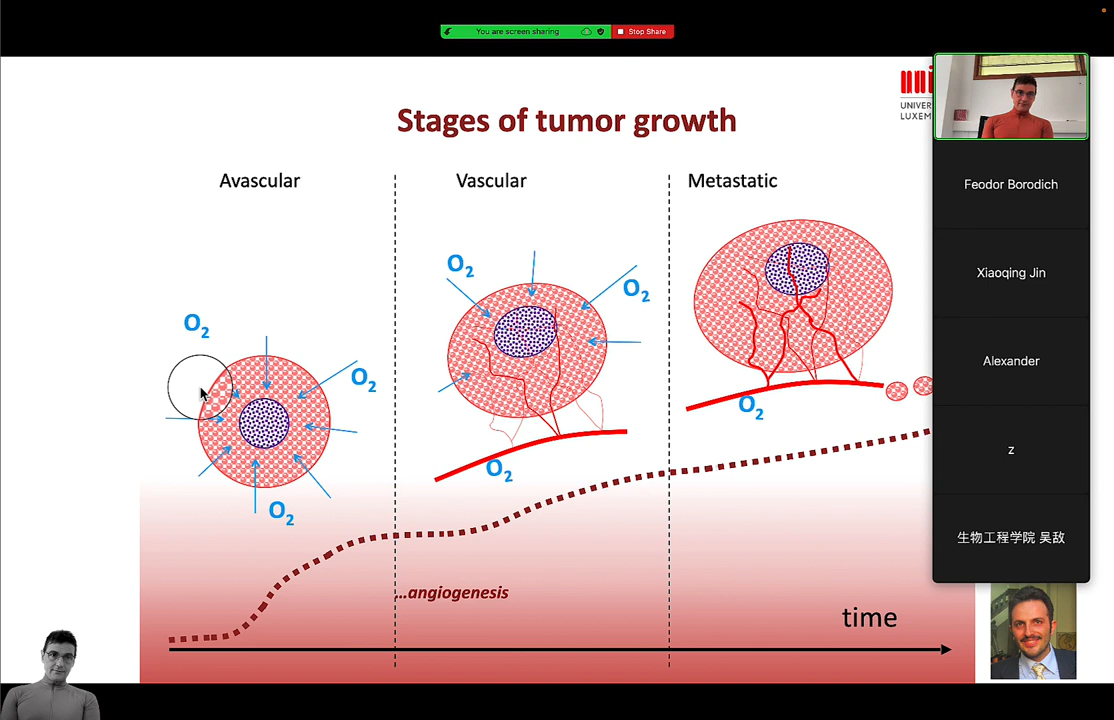 You are screen sharing
Stop Share
UNIVER
LUXEM
Stages of tumor growth
Avascular
Vascular
Metastatic
O2
O2
O2
O2
O2
O2
O2
...angiogenesis
time
Feodor Borodich
Xiaoqing Jin
Alexander
z
生物工程学院 吴敌